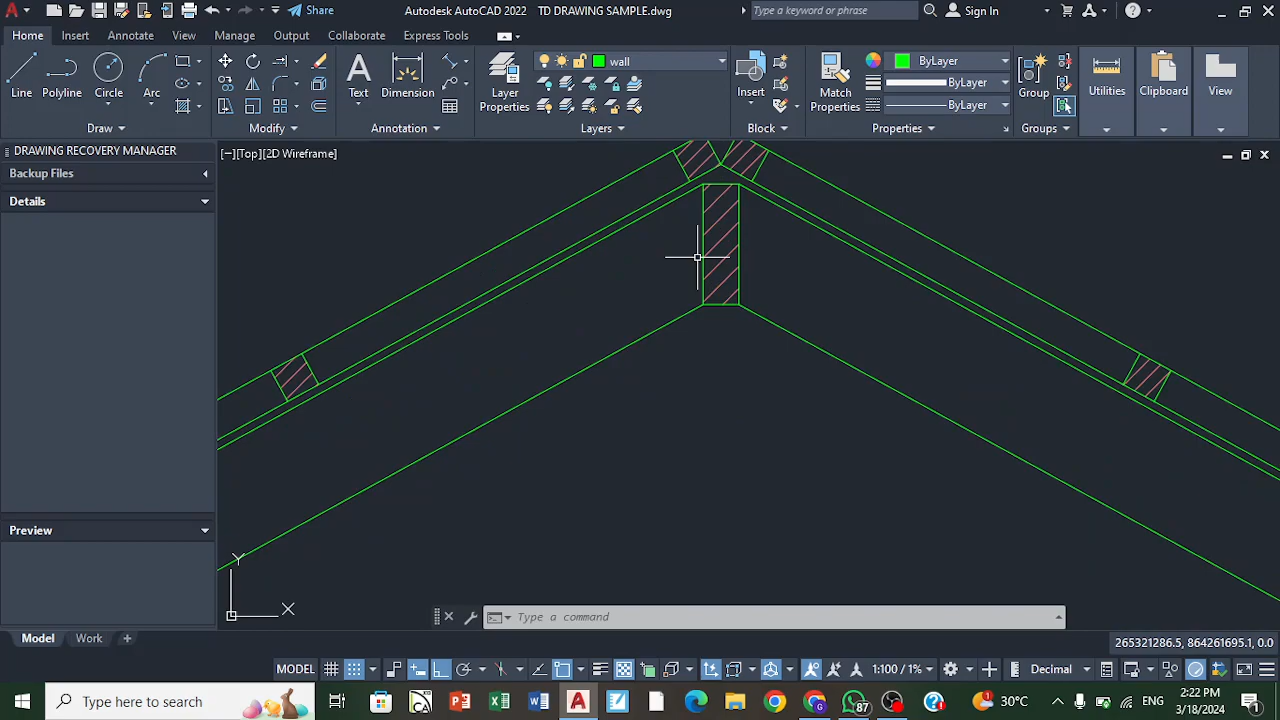 Share
Autodesk AutoCAD 2022 TD DRAWING SAMPLE.dwg
Type a keyword or phrase
Sign In
Home Insert Annotate View Manage Output Collaborate Express Tools
Line Polyline Circle Arc
Draw
Modify
Text Dimension
Annotation
Layer Properties
wall
Layers
Insert
Block
Match Properties
ByLayer
ByLayer
ByLayer
Properties
Group
Groups
Utilities
Clipboard
View
DRAWING RECOVERY MANAGER
Backup Files
Details
Preview
[−][Top][2D Wireframe]
Y
X
Type a command
Model Work
265321286.5, 864261695.1, 0.0
MODEL
1:100 / 1%
Decimal
Type here to search
87
1
30°C
2:22 PM
3/18/2024
1